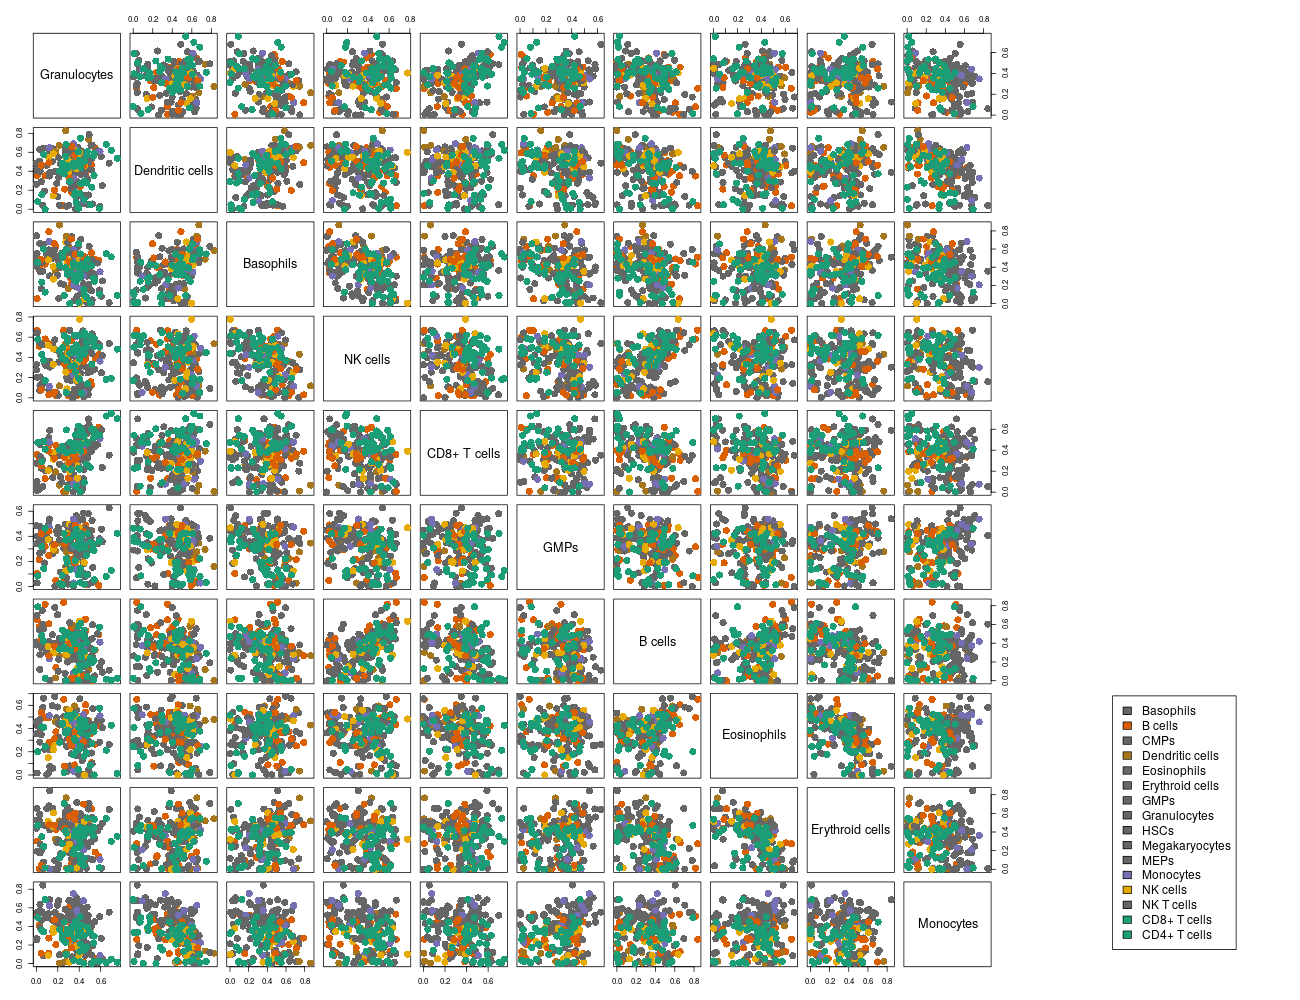 0.0 0.2 0.4 0.6 0.8 0.0 0.2 0.4 0.6 0.8 0.0 0.2 0.4 0.6 0.0 0.2 0.4 0.6 0.0 0.2 0.4 0.6 0.8
Granulocytes
0.0 0.2 0.4 0.6
Dendritic cells
0.0 0.2 0.4 0.6 0.8
Basophils
0.0 0.2 0.4 0.6 0.8
NK cells
0.0 0.2 0.4 0.6 0.8
CD8+ T cells
0.0 0.2 0.4 0.6
GMPs
0.0 0.2 0.4 0.6
B cells
0.0 0.2 0.4 0.6 0.8
Eosinophils
0.0 0.2 0.4 0.6
Erythroid cells
0.0 0.2 0.4 0.6 0.8
Monocytes
0.0 0.2 0.4 0.6 0.8
0.0 0.2 0.4 0.6 0.0 0.2 0.4 0.6 0.8 0.0 0.2 0.4 0.6 0.0 0.2 0.4 0.6 0.8 0.0 0.2 0.4 0.6 0.8
Basophils
B cells
CMPs
Dendritic cells
Eosinophils
Erythroid cells
GMPs
Granulocytes
HSCs
Megakaryocytes
MEPs
Monocytes
NK cells
NK T cells
CD8+ T cells
CD4+ T cells